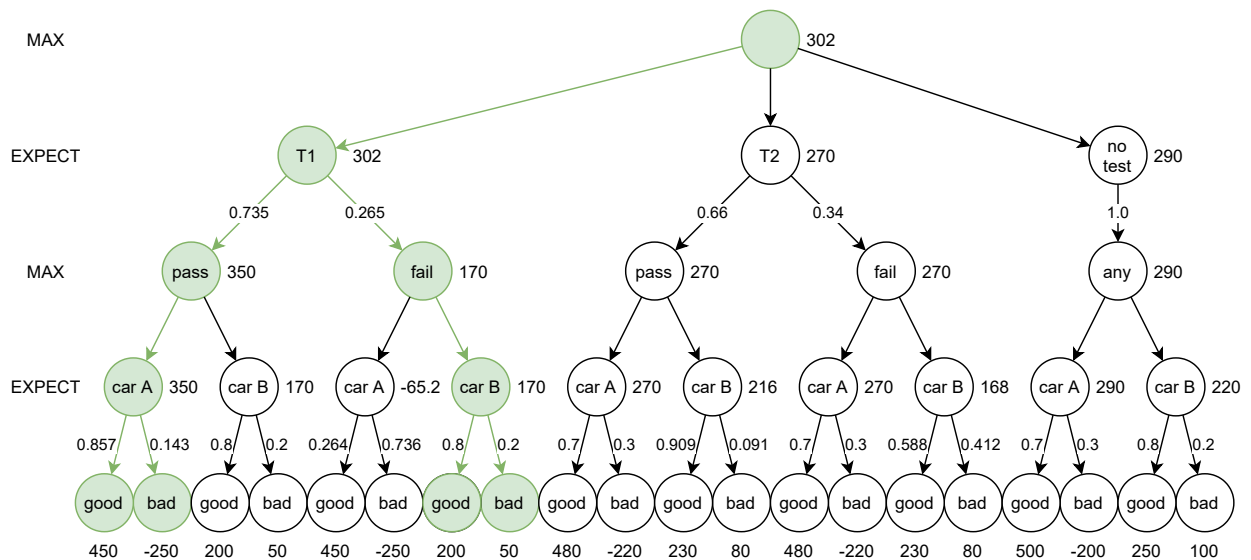 MAX
302
EXPECT
T1
302
T2
270
no
test
290
0.735
0.265
0.66
0.34
1.0
MAX
pass
350
fail
170
pass
270
fail
270
any
290
EXPECT
car A
350
car B
170
car A
-65.2
car B
170
car A
270
car B
216
car A
270
car B
168
car A
290
car B
220
0.857
0.143
0.8
0.2
0.264
0.736
0.8
0.2
0.7
0.3
0.909
0.091
0.7
0.3
0.588
0.412
0.7
0.3
0.8
0.2
good
bad
good
bad
good
bad
good
bad
good
bad
good
bad
good
bad
good
bad
good
bad
good
bad
450
-250
200
50
450
-250
200
50
480
-220
230
80
480
-220
230
80
500
-200
250
100